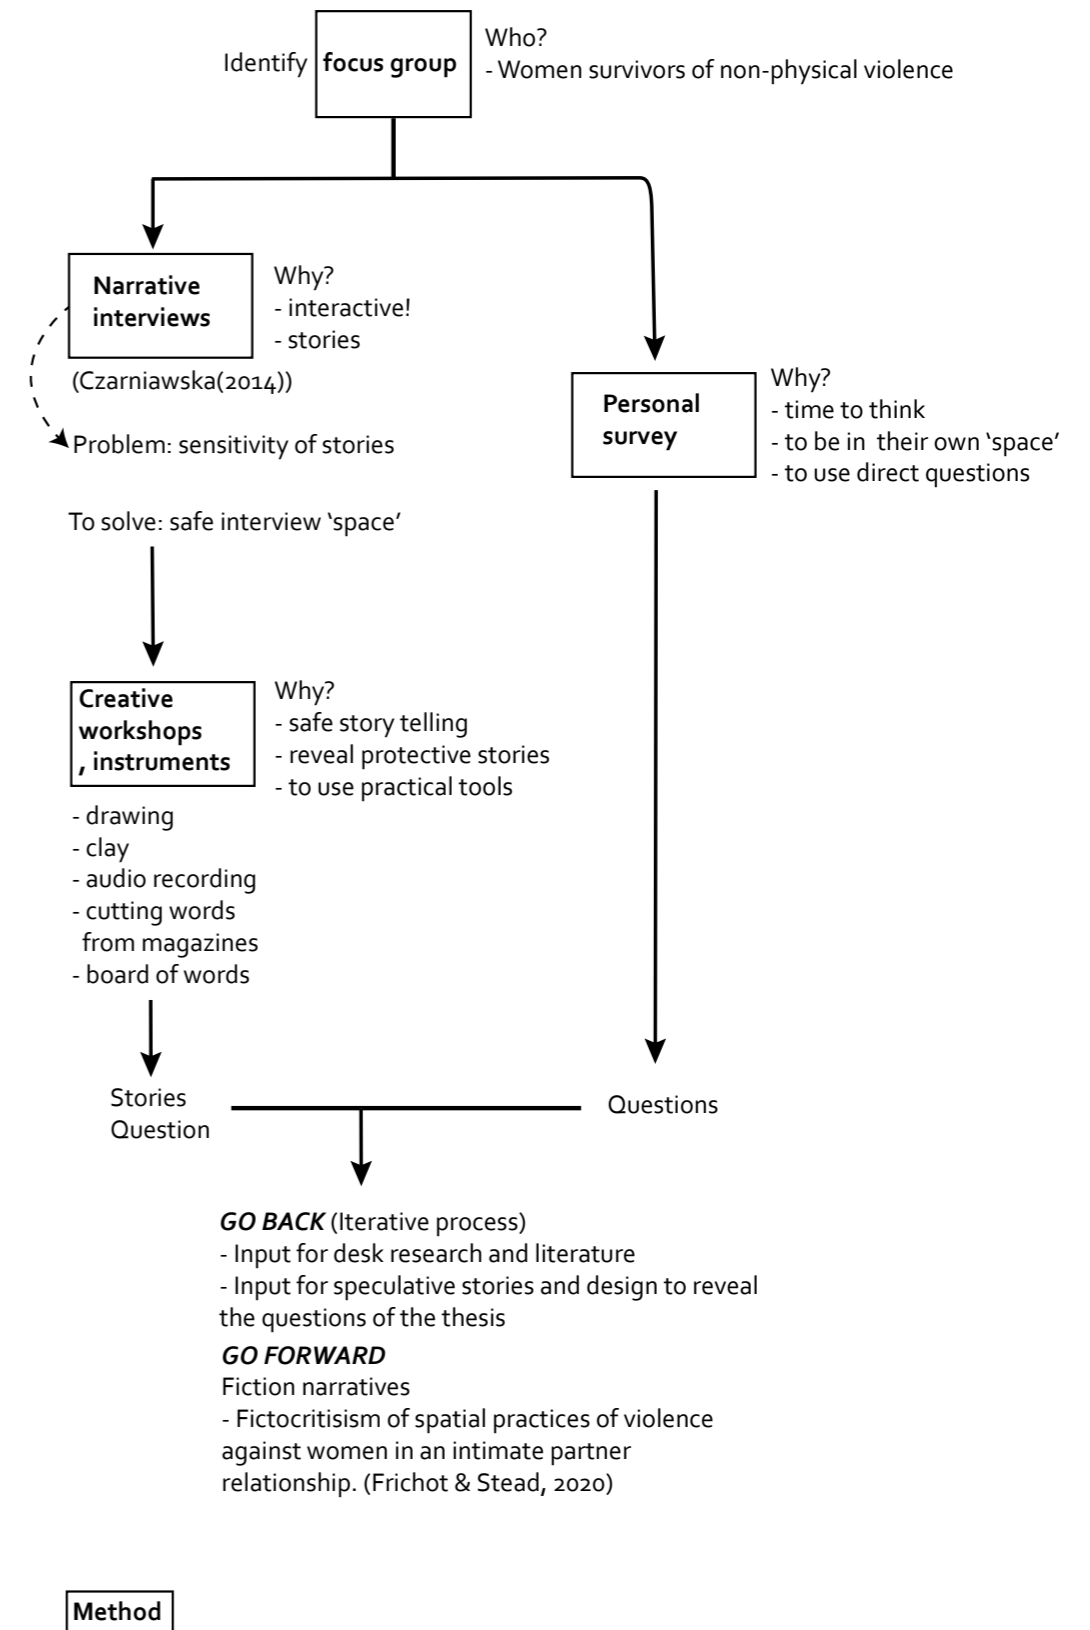 Identify focus group
Who?
- Women survivors of non-physical violence
Narrative
interviews
Why?
- interactive!
- stories
(Czarniawska(2014))
Problem: sensitivity of stories
To solve: safe interview ‘space’
Personal
survey
Why?
- time to think
- to be in  their own ‘space’
- to use direct questions
Creative
workshops
, instruments
Why?
- safe story telling
- reveal protective stories
- to use practical tools
- drawing
- clay
- audio recording
- cutting words
from magazines
- board of words
Stories
Question
Questions
GO BACK (Iterative process)
- Input for desk research and literature
- Input for speculative stories and design to reveal
the questions of the thesis
GO FORWARD
Fiction narratives
- Fictocritisism of spatial practices of violence
against women in an intimate partner
relationship. (Frichot & Stead, 2020)
Method